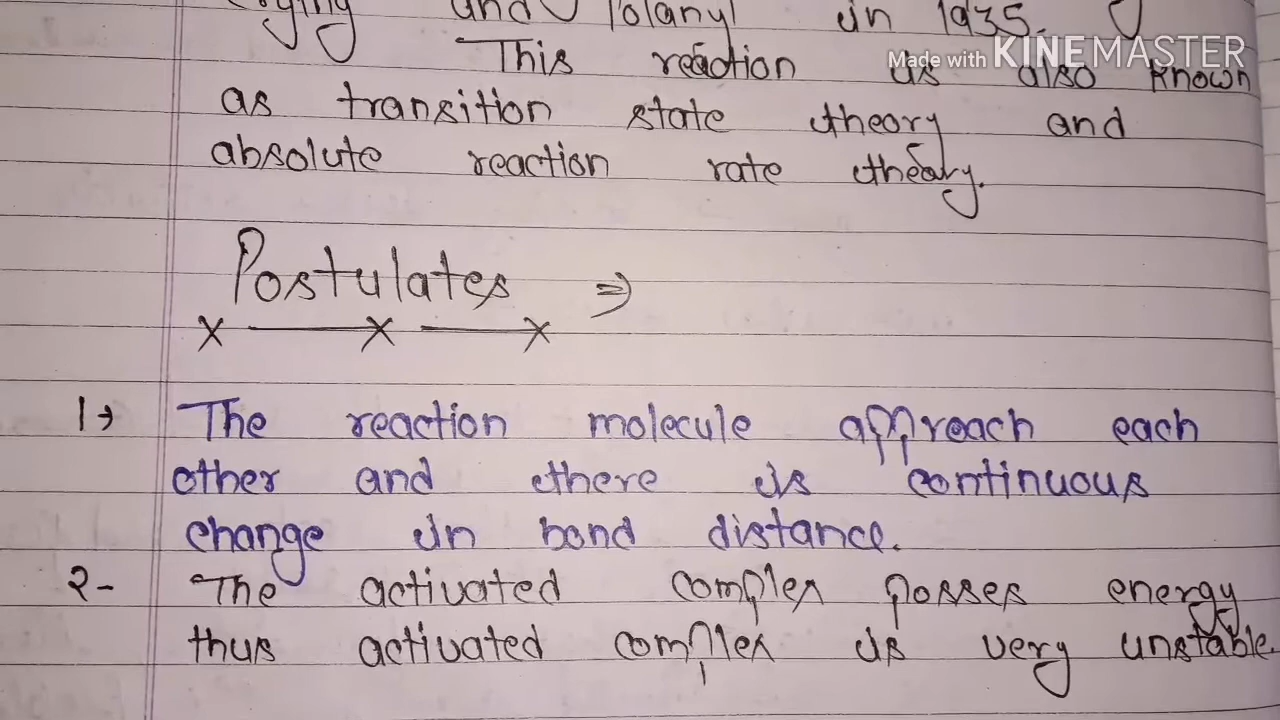 and Polanyi in 1935.
Made with KINEMASTER
This reaction is also known
as transition state theory and
absolute reaction rate theory.
Postulates ⇒
1→ The reaction molecule approach each
other and there is continuous
change in bond distance.
2- The activated complex posses energy
thus activated complex is very unstable.